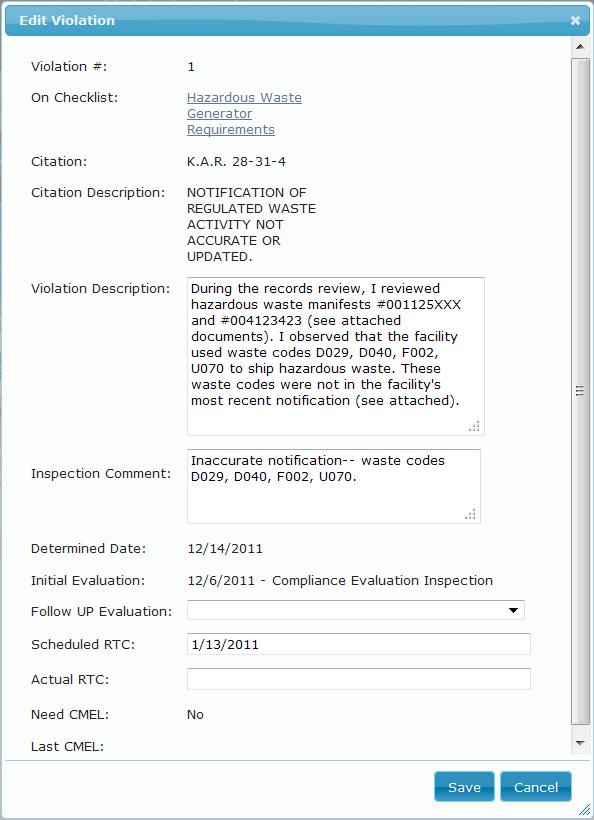 Edit Violation
Violation #: 1
On Checklist: Hazardous Waste
Generator
Requirements
Citation: K.A.R. 28-31-4
Citation Description: NOTIFICATION OF
REGULATED WASTE
ACTIVITY NOT
ACCURATE OR
UPDATED.
Violation Description: During the records review, I reviewed
hazardous waste manifests #001125XXX
and #004123423 (see attached
documents). I observed that the facility
used waste codes D029, D040, F002,
U070 to ship hazardous waste. These
waste codes were not in the facility's
most recent notification (see attached).
Inspection Comment: Inaccurate notification-- waste codes
D029, D040, F002, U070.
Determined Date: 12/14/2011
Initial Evaluation: 12/6/2011 - Compliance Evaluation Inspection
Follow UP Evaluation:
Scheduled RTC: 1/13/2011
Actual RTC:
Need CMEL: No
Last CMEL:
Save Cancel